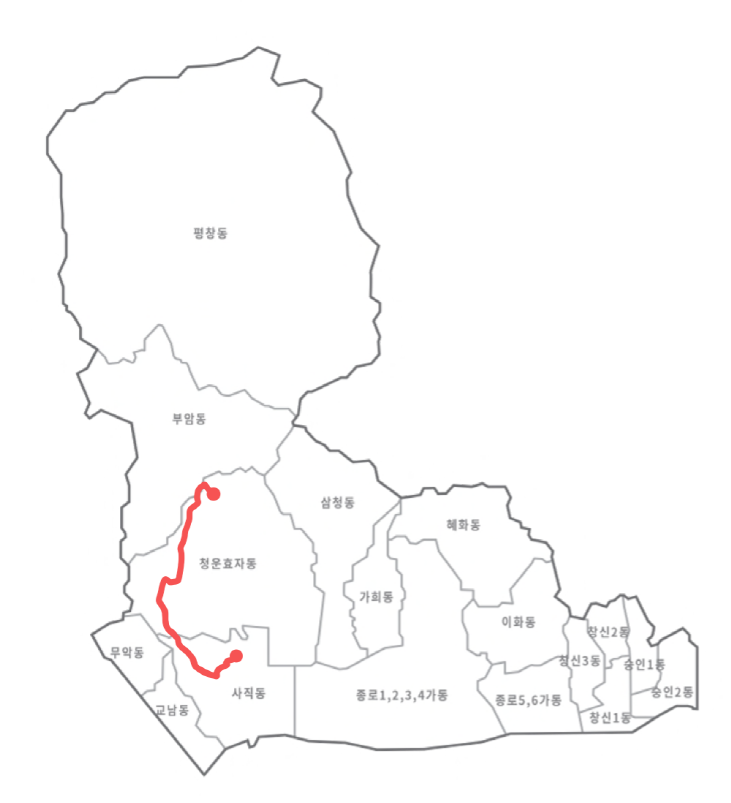 평창동
부암동
삼청동
혜화동
청운효자동
가회동
이화동
창신2동
무악동
창신3동
숭인1동
사직동
종로1,2,3,4가동
종로5,6가동
숭인2동
교남동
창신1동